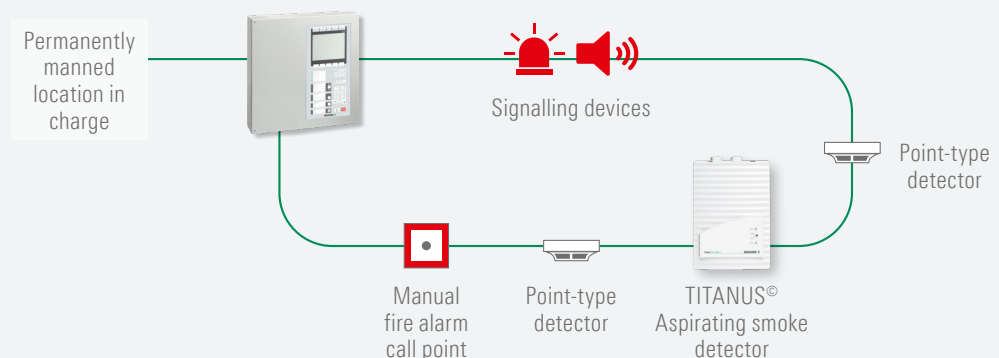 Permanently
manned
location in
charge
Signalling devices
Point-type
detector
Manual
fire alarm
call point
Point-type
detector
TITANUS©
Aspirating smoke
detector